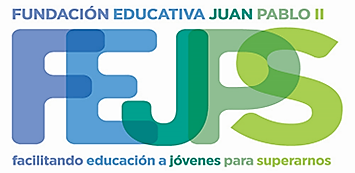 FUNDACIÓN EDUCATIVA JUAN PABLO II
FEJPS
facilitando educación a jóvenes para superarnos